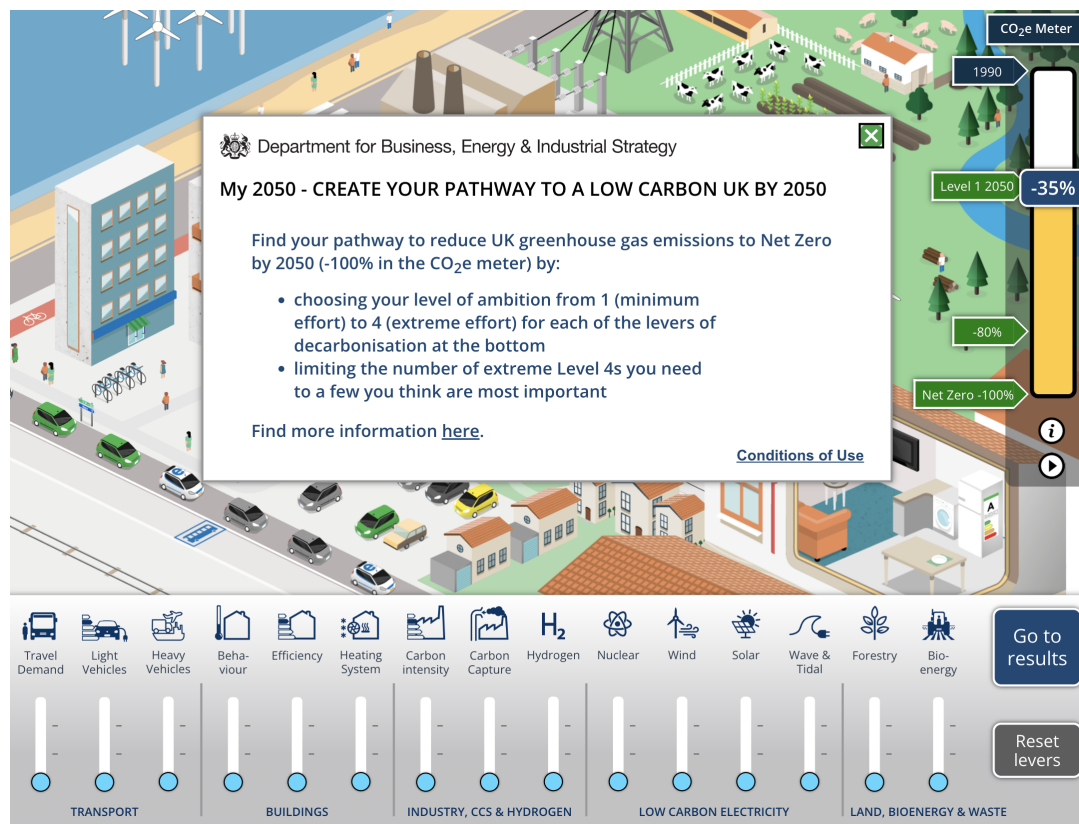 CO₂e Meter
1990
Department for Business, Energy & Industrial Strategy
My 2050 - CREATE YOUR PATHWAY TO A LOW CARBON UK BY 2050
Level 1 2050
-35%
Find your pathway to reduce UK greenhouse gas emissions to Net Zero
by 2050 (-100% in the CO₂e meter) by:
• choosing your level of ambition from 1 (minimum
effort) to 4 (extreme effort) for each of the levers of
decarbonisation at the bottom
• limiting the number of extreme Level 4s you need
to a few you think are most important
-80%
Net Zero -100%
Find more information here.
i
Conditions of Use
A
Travel
Demand
Light
Vehicles
Heavy
Vehicles
Beha-
viour
Efficiency
Heating
System
Carbon
intensity
Carbon
Capture
H₂
Hydrogen
Nuclear
Wind
Solar
Wave &
Tidal
Forestry
Bio-
energy
Go to
results
Reset
levers
TRANSPORT
BUILDINGS
INDUSTRY, CCS & HYDROGEN
LOW CARBON ELECTRICITY
LAND, BIOENERGY & WASTE